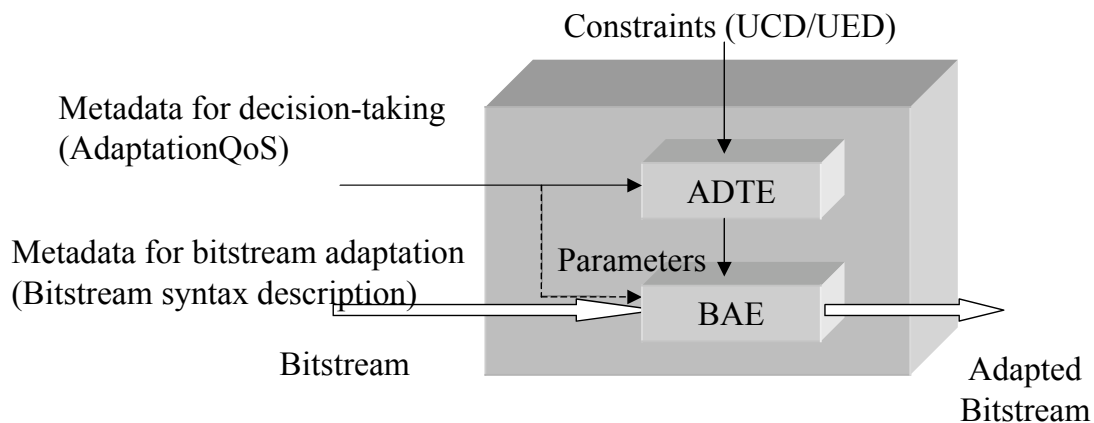 Constraints (UCD/UED)
Metadata for decision-taking
(AdaptationQoS)
ADTE
Metadata for bitstream adaptation
(Bitstream syntax description)
Parameters
BAE
Bitstream
Adapted
Bitstream